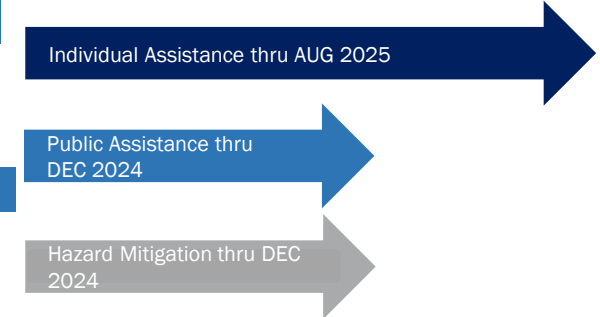 Individual Assistance thru AUG 2025
Public Assistance thru
DEC 2024
Hazard Mitigation thru DEC
2024